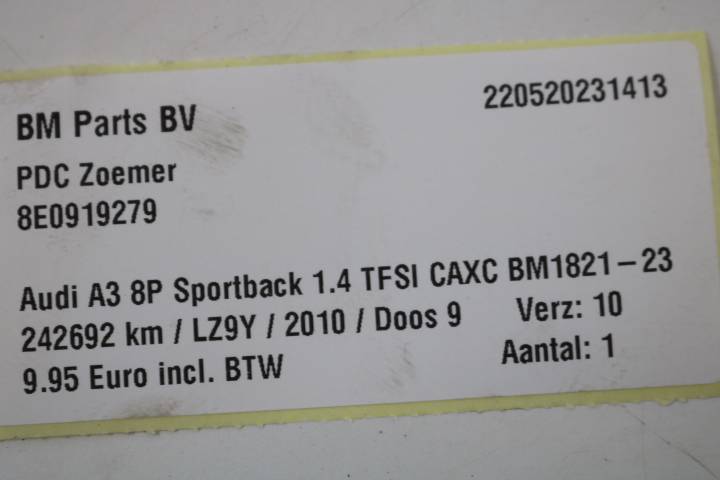 BM Parts BV 220520231413
PDC Zoemer
8E0919279
Audi A3 8P Sportback 1.4 TFSI CAXC BM1821-23
242692 km / LZ9Y / 2010 / Doos 9 Verz: 10
9.95 Euro incl. BTW Aantal: 1